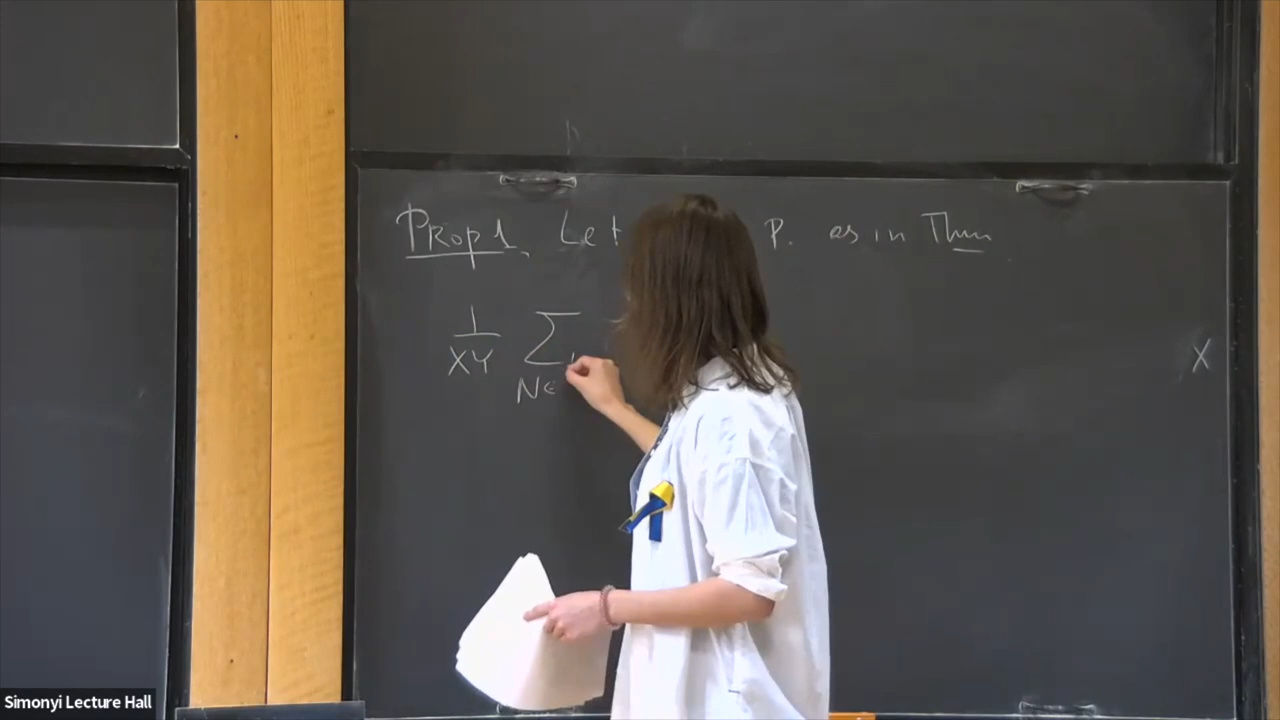 Prop 1. Let P. as in Thm
1/XY ∑ N∈
X
Simonyi Lecture Hall